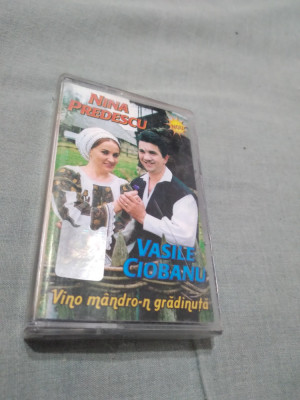 NINA
PREDESCU
VASILE
CIOBANU
Vino mândro-n grădinuță